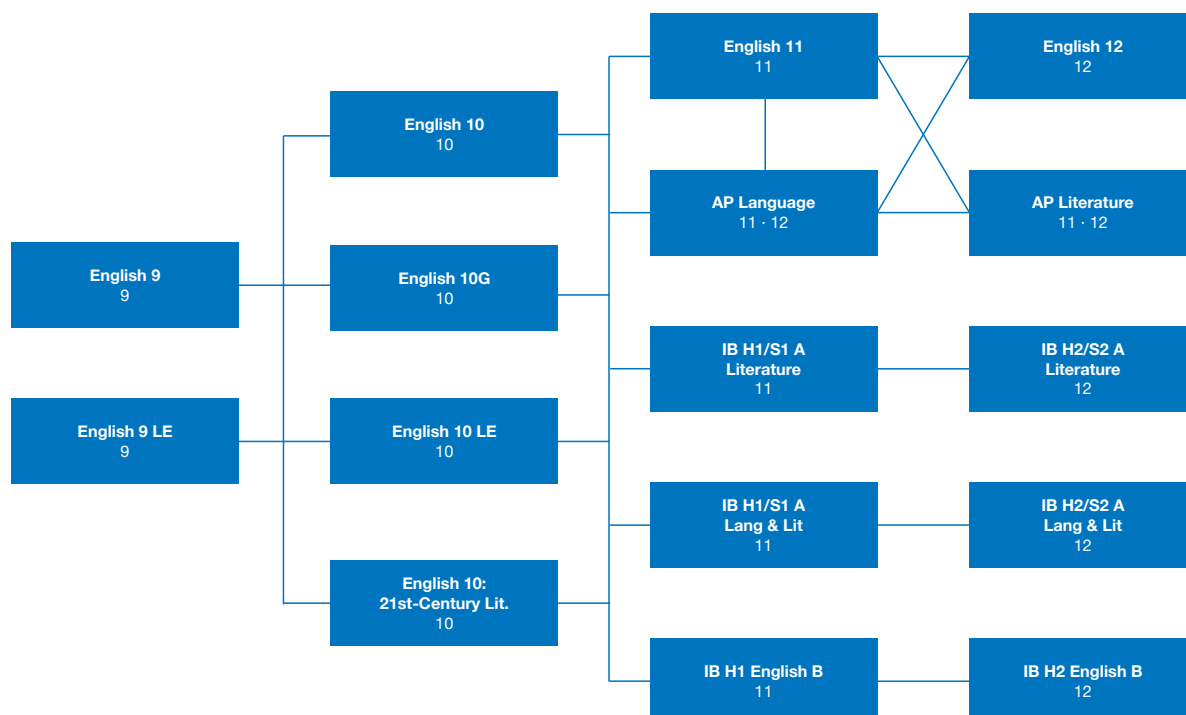 English 9
9
English 9 LE
9
English 10
10
English 10G
10
English 10 LE
10
English 10:
21st-Century Lit.
10
English 11
11
AP Language
11 · 12
IB H1/S1 A
Literature
11
IB H1/S1 A
Lang & Lit
11
IB H1 English B
11
English 12
12
AP Literature
11 · 12
IB H2/S2 A
Literature
12
IB H2/S2 A
Lang & Lit
12
IB H2 English B
12